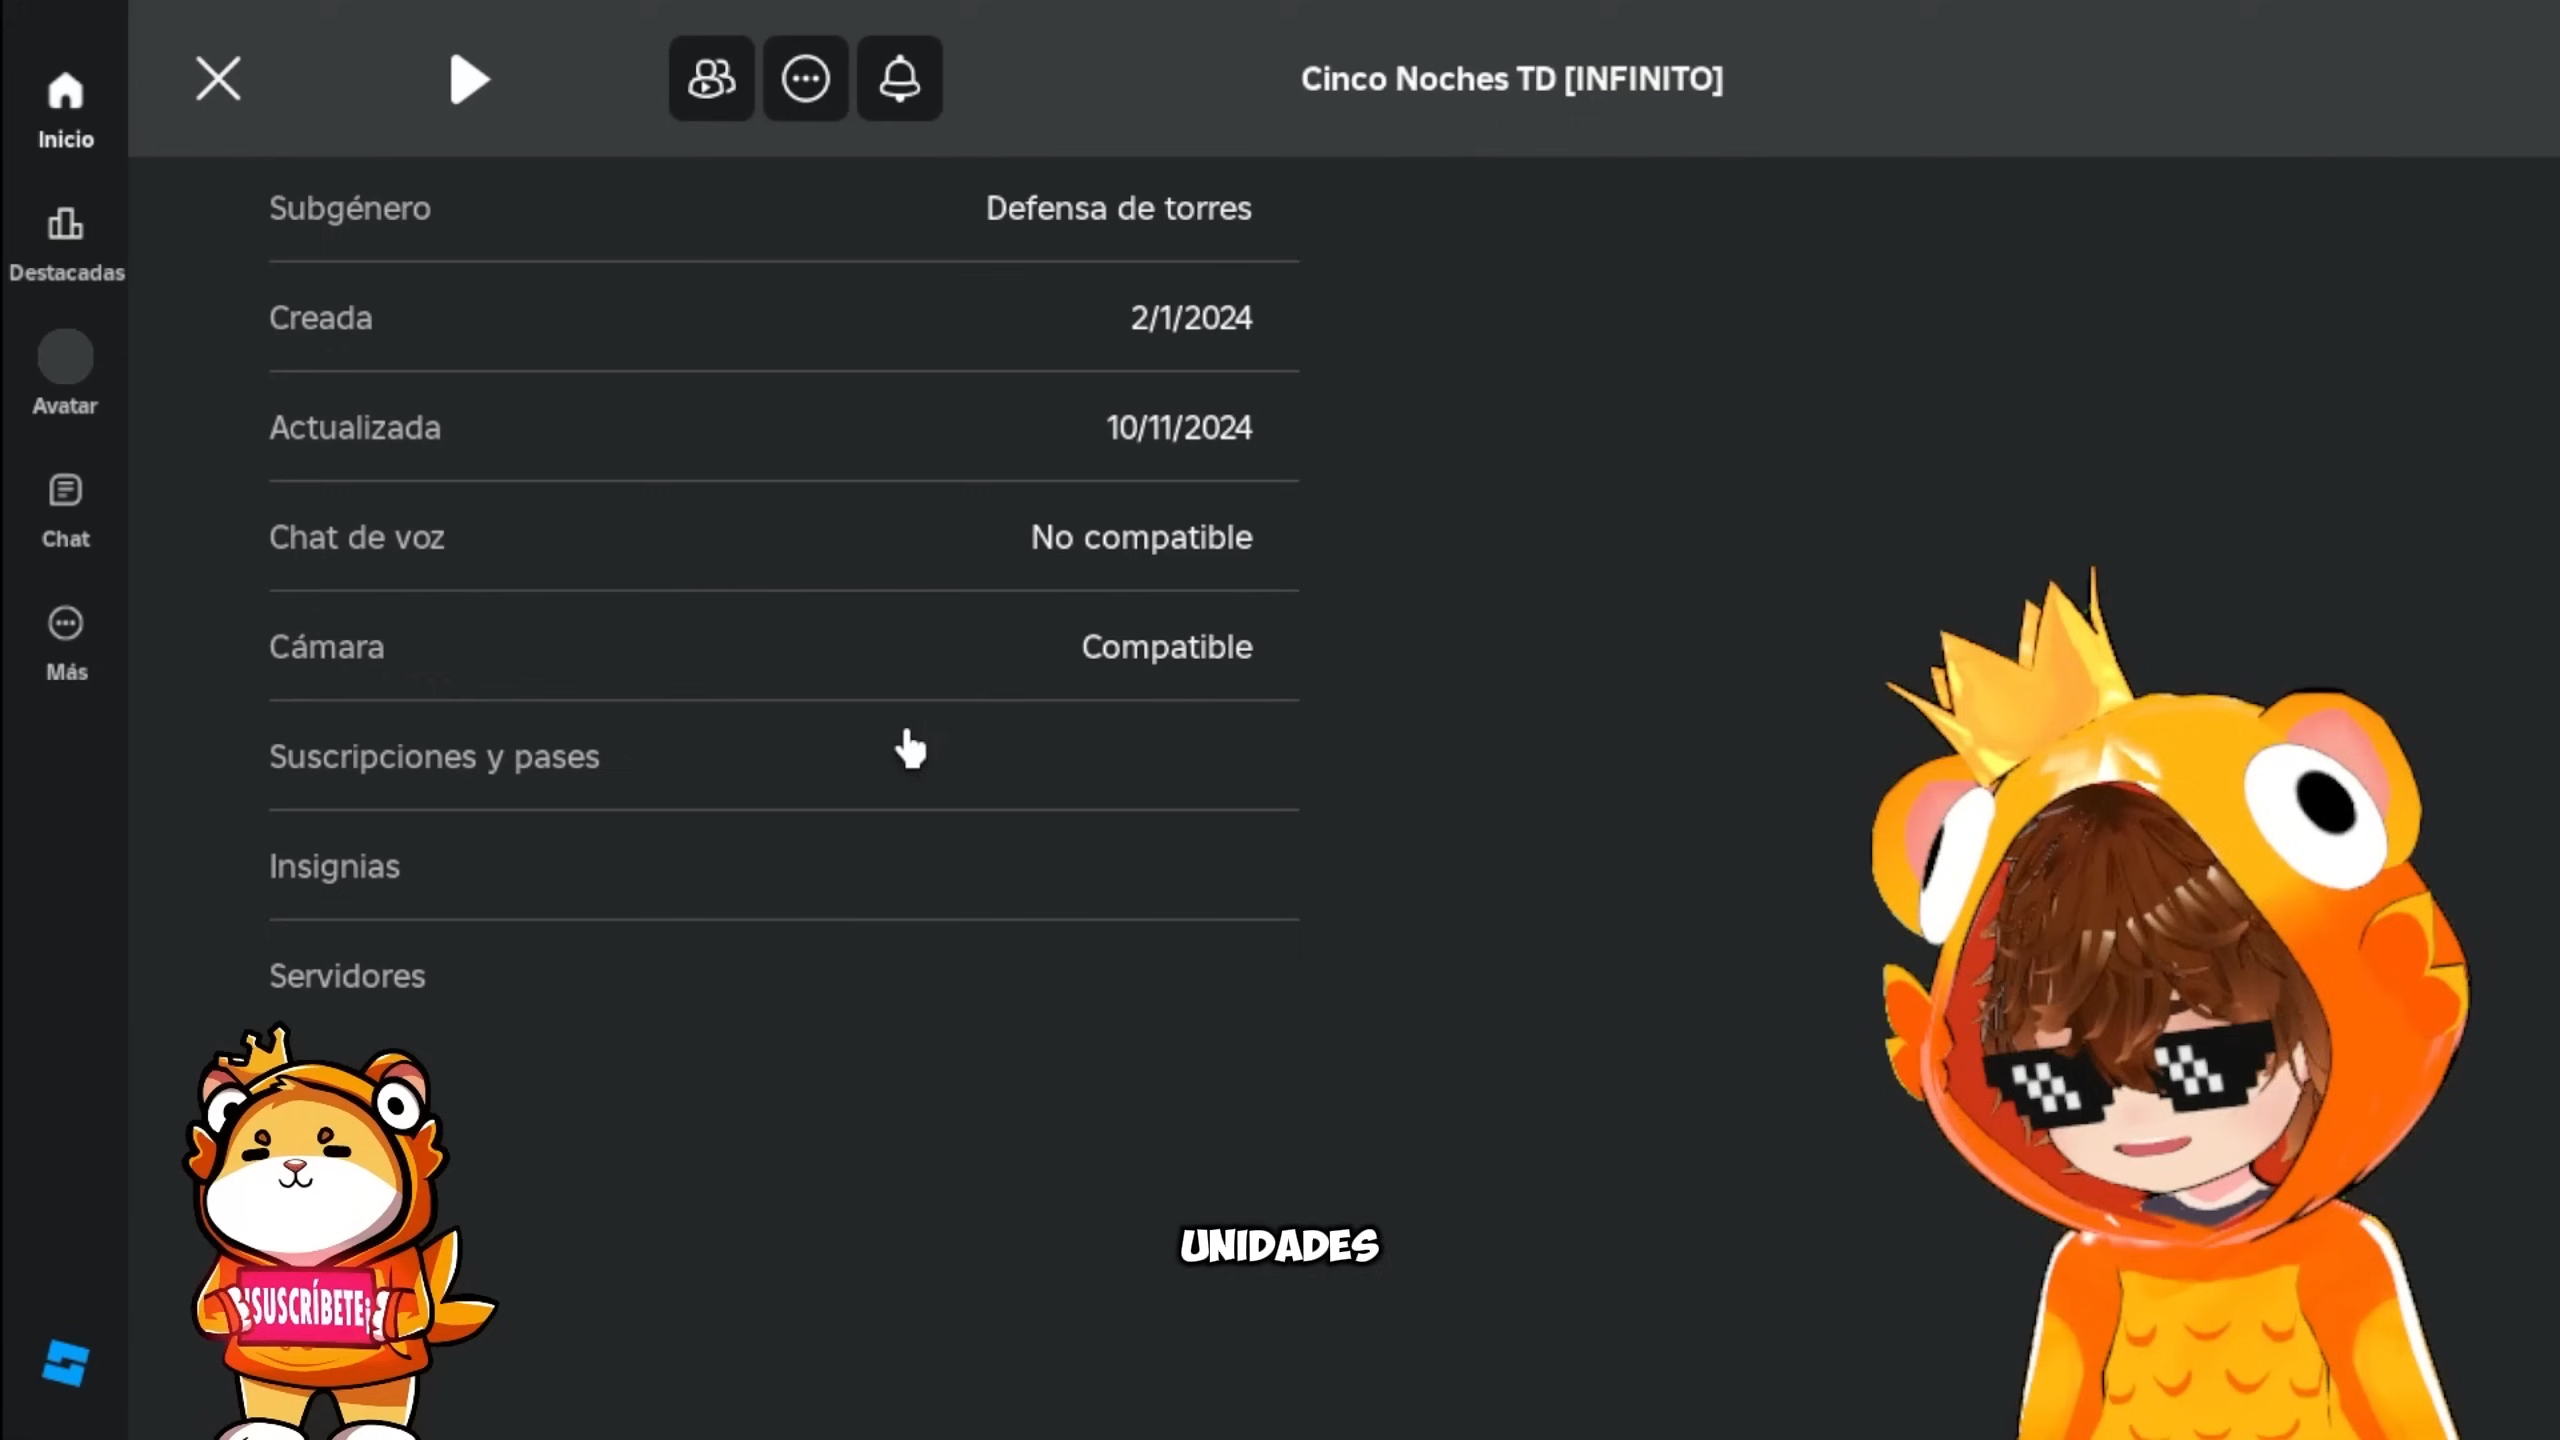 Cinco Noches TD [INFINITO]
Inicio
Destacadas
Avatar
Chat
Más
Subgénero Defensa de torres
Creada 2/1/2024
Actualizada 10/11/2024
Chat de voz No compatible
Cámara Compatible
Suscripciones y pases
Insignias
Servidores
UNIDADES
¡SUSCRÍBETE!